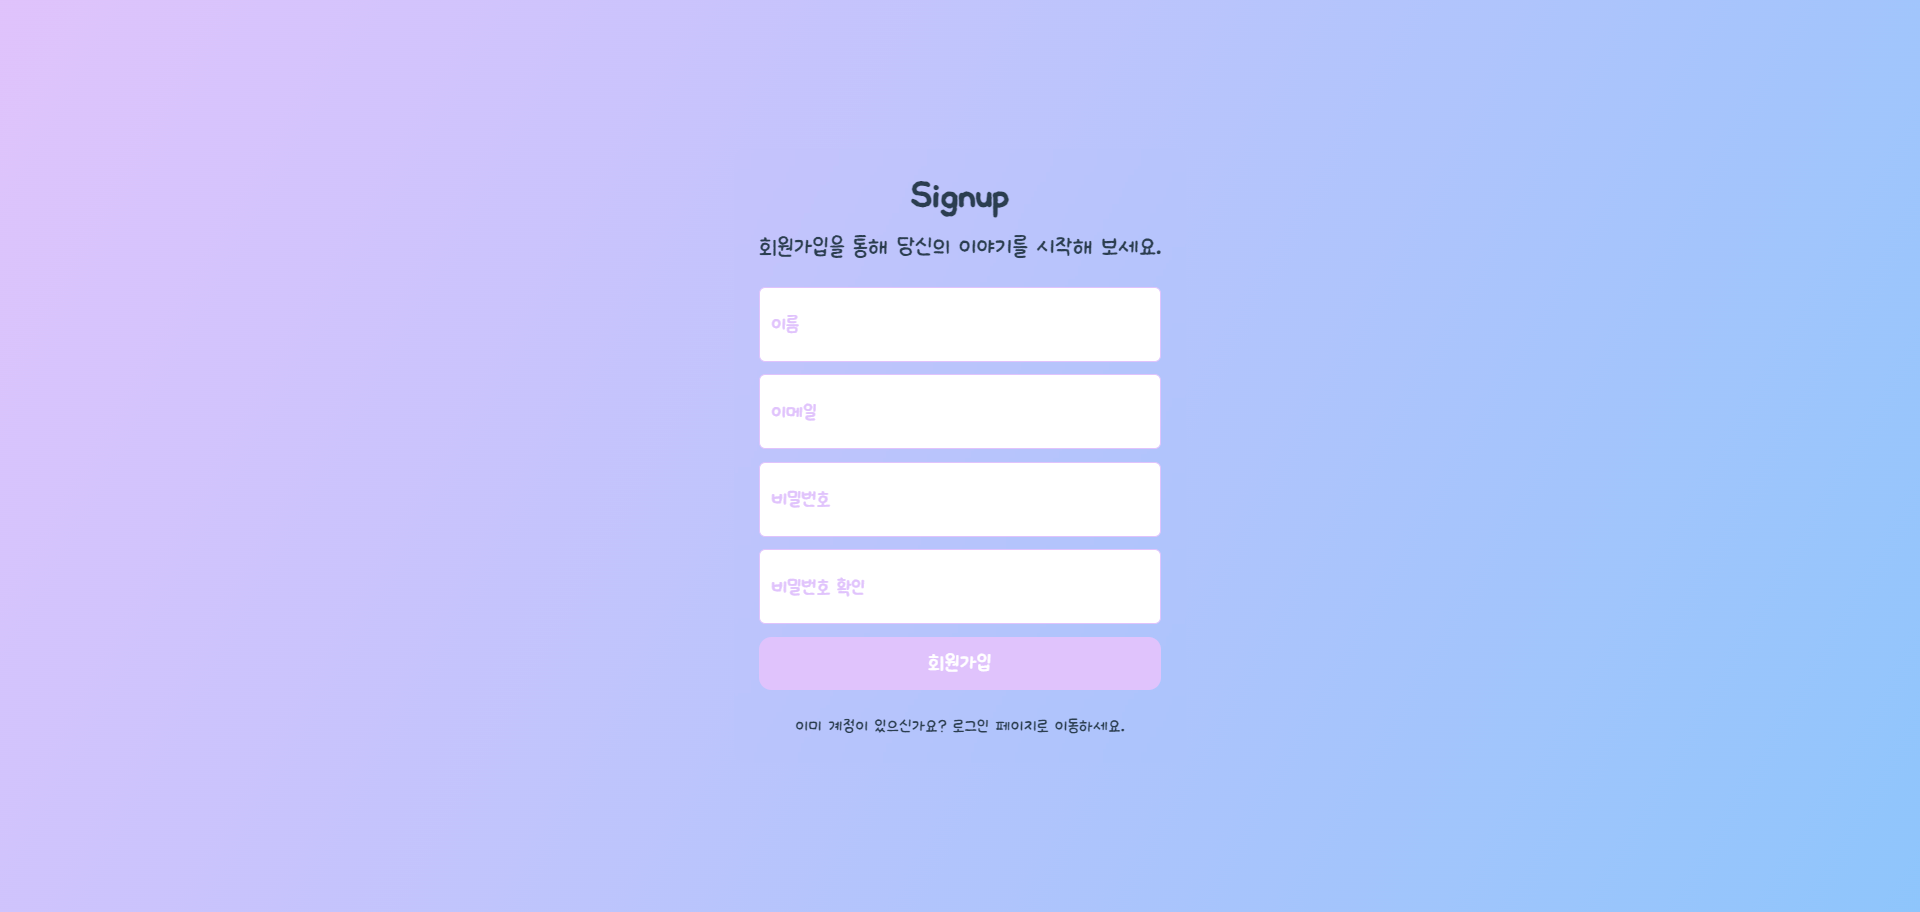 Signup
회원가입을 통해 당신의 이야기를 시작해 보세요.
이름
이메일
비밀번호
비밀번호 확인
회원가입
이미 계정이 있으신가요? 로그인 페이지로 이동하세요.